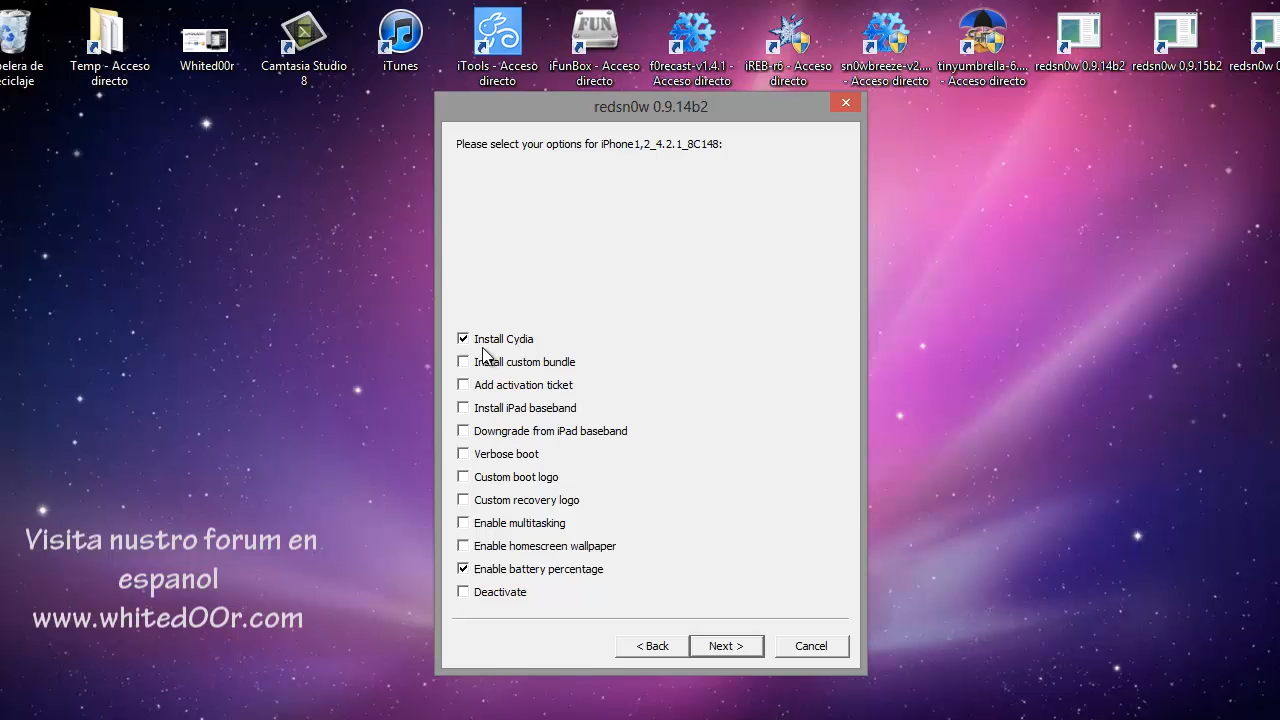 pelera de
eciclaje
Temp - Acceso
directo
Whited00r
Camtasia Studio
8
iTunes
iTools - Acceso
directo
iFunBox - Acceso
directo
f0recast-v1.4.1 -
Acceso directo
iREB-r6 - Acceso
directo
sn0wbreeze-v2....
- Acceso directo
tinyumbrella-6....
- Acceso directo
redsn0w 0.9.14b2
redsn0w_0.9.15b2
redsn0w 0
FUN
redsn0w 0.9.14b2
Please select your options for iPhone1,2_4.2.1_8C148:
Install Cydia
Install custom bundle
Add activation ticket
Install iPad baseband
Downgrade from iPad baseband
Verbose boot
Custom boot logo
Custom recovery logo
Enable multitasking
Enable homescreen wallpaper
Enable battery percentage
Deactivate
< Back
Next >
Cancel
Visita nustro forum en
espanol
www.whited00r.com